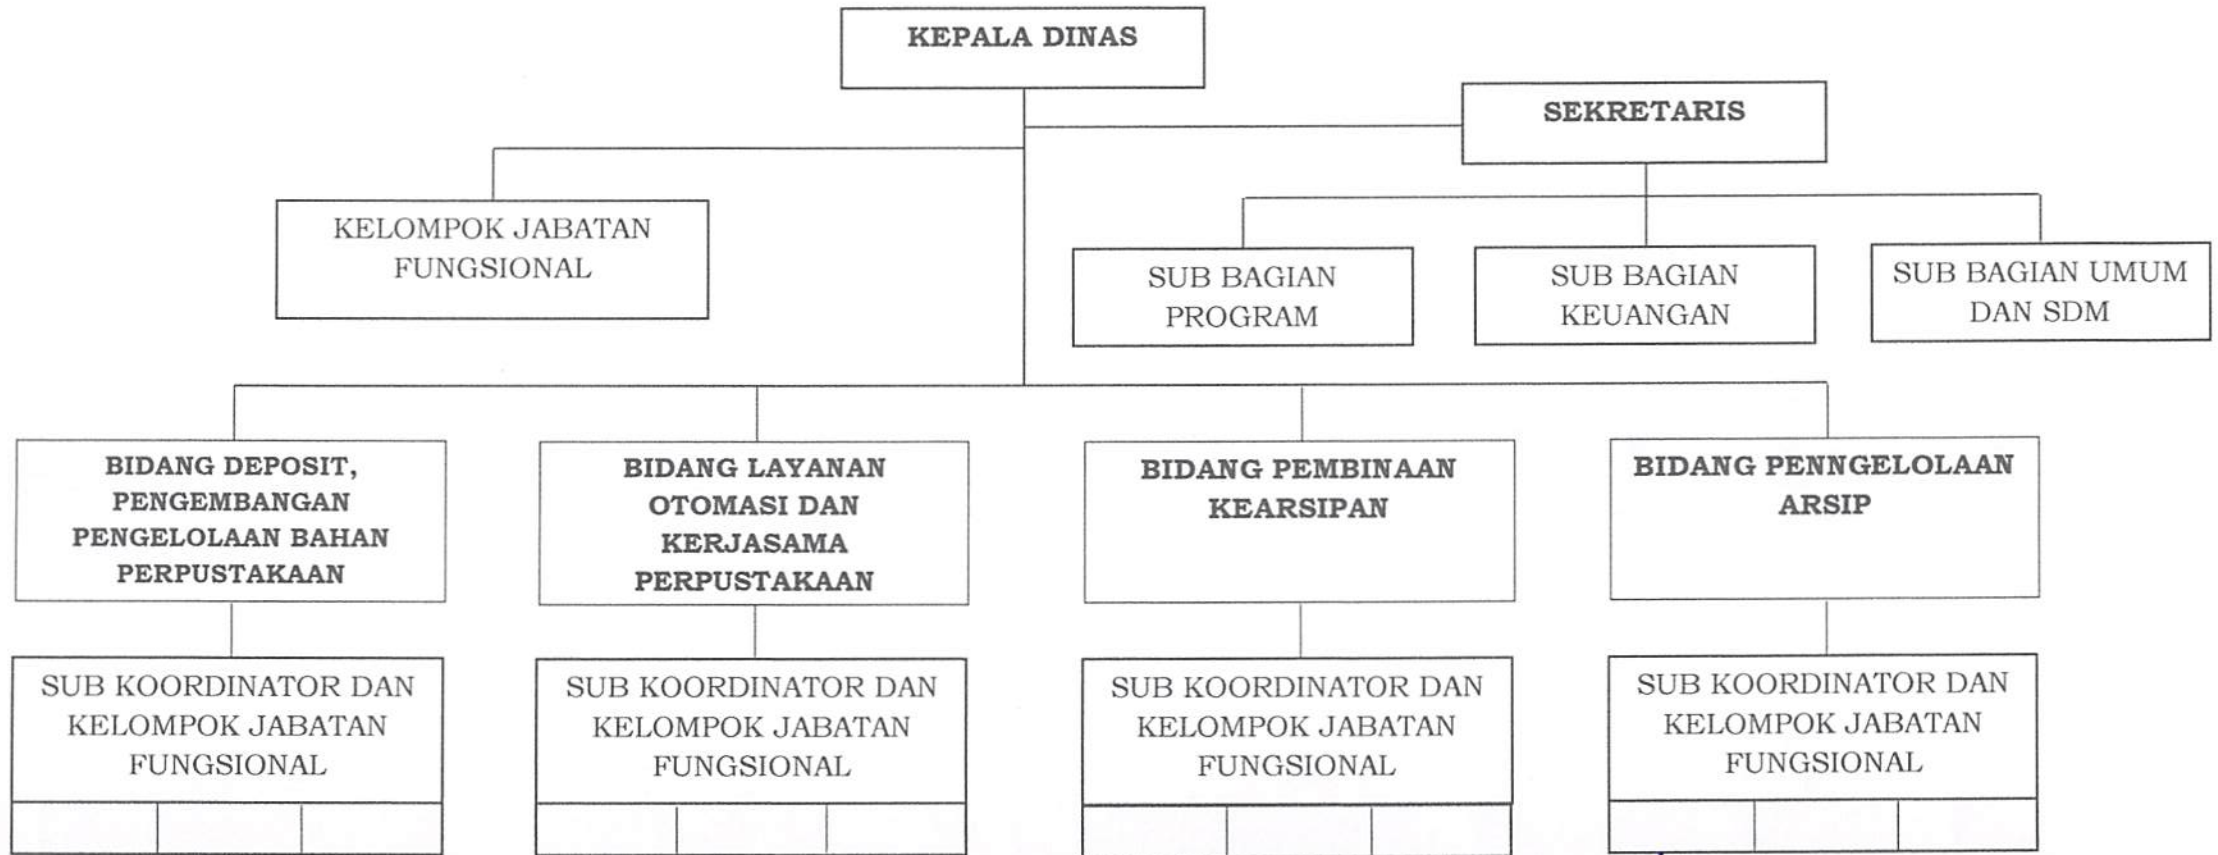 KEPALA DINAS
SEKRETARIS
KELOMPOK JABATAN
FUNGSIONAL
SUB BAGIAN
PROGRAM
SUB BAGIAN
KEUANGAN
SUB BAGIAN UMUM
DAN SDM
BIDANG DEPOSIT,
PENGEMBANGAN
PENGELOLAAN BAHAN
PERPUSTAKAAN
BIDANG LAYANAN
OTOMASI DAN
KERJASAMA
PERPUSTAKAAN
BIDANG PEMBINAAN
KEARSIPAN
BIDANG PENNGELOLAAN
ARSIP
SUB KOORDINATOR DAN
KELOMPOK JABATAN
FUNGSIONAL
SUB KOORDINATOR DAN
KELOMPOK JABATAN
FUNGSIONAL
SUB KOORDINATOR DAN
KELOMPOK JABATAN
FUNGSIONAL
SUB KOORDINATOR DAN
KELOMPOK JABATAN
FUNGSIONAL